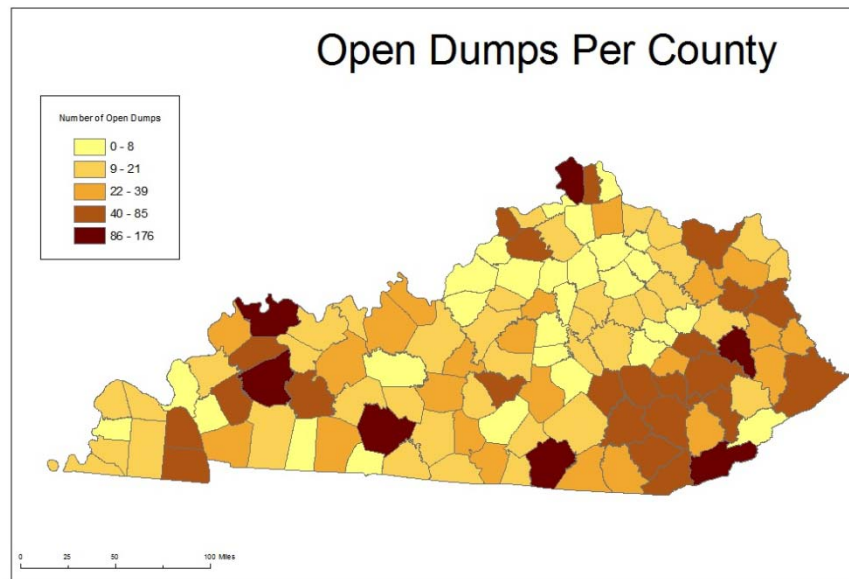 Open Dumps Per County
Number of Open Dumps
0 - 8
9 - 21
22 - 39
40 - 85
86 - 176
0 25 50 100 Miles